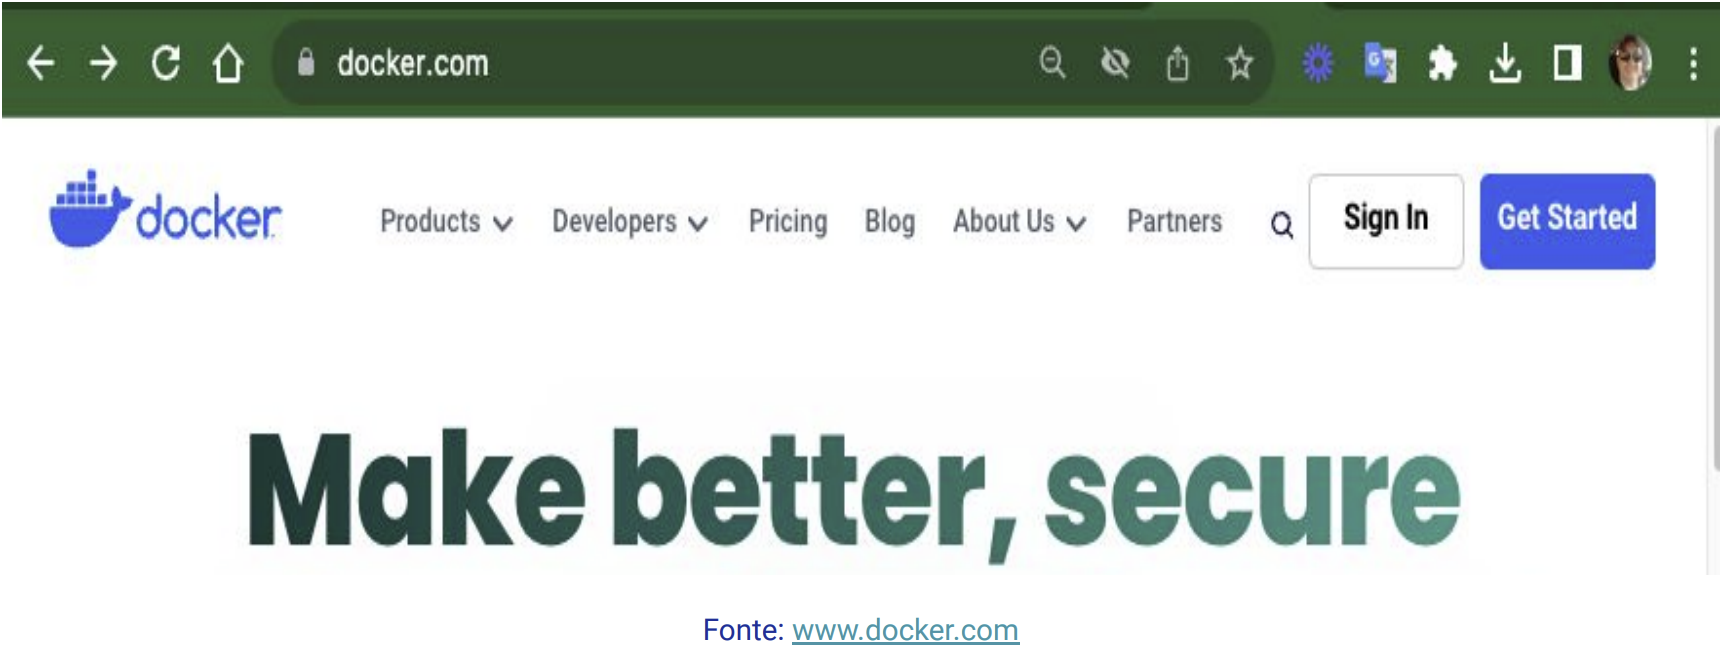 docker.com
docker
Products Developers Pricing Blog About Us Partners Sign In Get Started
Make better, secure
Fonte: www.docker.com